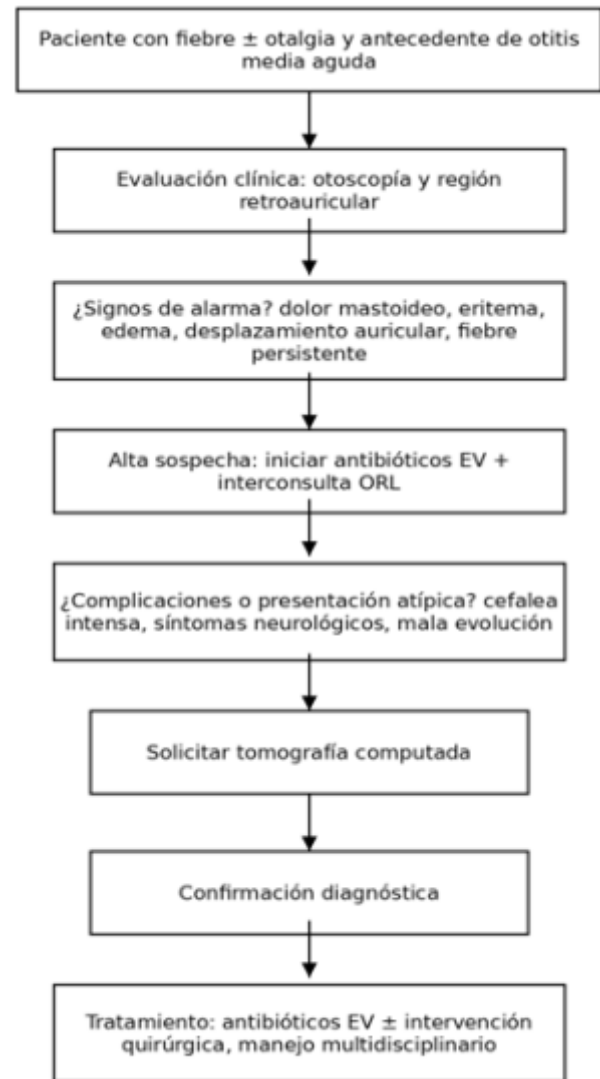 Paciente con fiebre ± otalgia y antecedente de otitis
media aguda
Evaluación clínica: otoscopía y región
retroauricular
¿Signos de alarma? dolor mastoideo, eritema,
edema, desplazamiento auricular, fiebre
persistente
Alta sospecha: iniciar antibióticos EV +
interconsulta ORL
¿Complicaciones o presentación atípica? cefalea
intensa, síntomas neurológicos, mala evolución
Solicitar tomografía computada
Confirmación diagnóstica
Tratamiento: antibióticos EV ± intervención
quirúrgica, manejo multidisciplinario